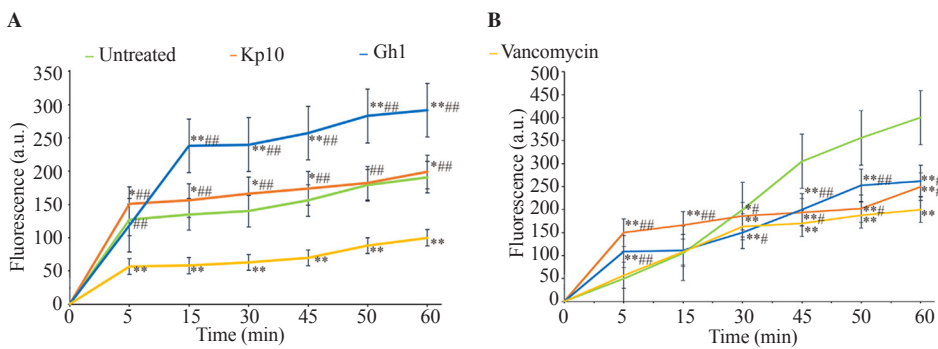 A
B
Untreated Kp10 Gh1 Vancomycin
Fluorescence (a.u.)
350
300
250
200
150
100
50
0
0 5 15 30 45 50 60
Time (min)
*## *## *## *## *## *##
## **## **## **## **## **##
** ** ** ** ** **
Fluorescence (a.u.)
500
450
400
350
300
250
200
150
100
50
0
0 5 15 30 45 50 60
Time (min)
**## **## *# **## **##
**## **# **# **#
** ** ** **